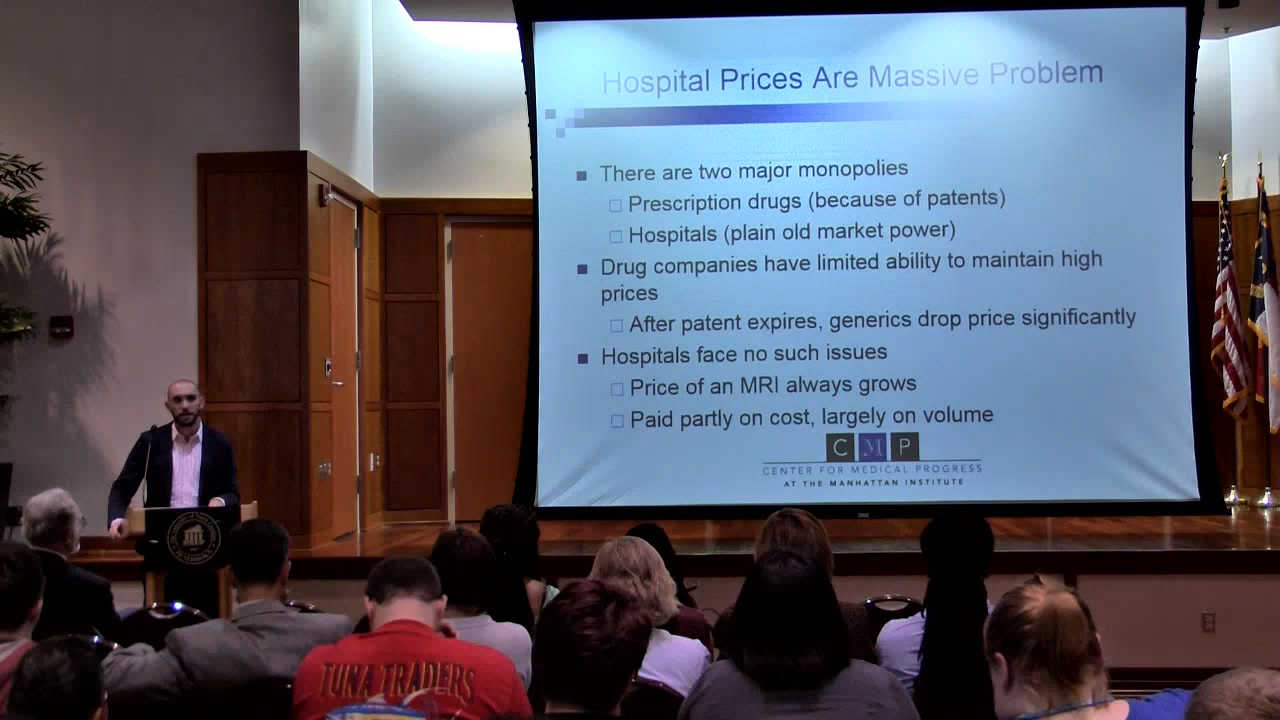 Hospital Prices Are Massive Problem
There are two major monopolies
Prescription drugs (because of patents)
Hospitals (plain old market power)
Drug companies have limited ability to maintain high
prices
After patent expires, generics drop price significantly
Hospitals face no such issues
Price of an MRI always grows
Paid partly on cost, largely on volume
C M P
CENTER FOR MEDICAL PROGRESS
AT THE MANHATTAN INSTITUTE
TUNA TRADERS